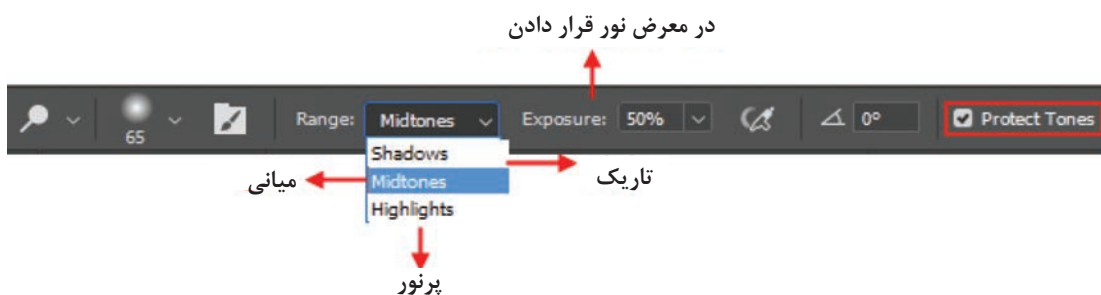 در معرض نور قرار دادن
65 Range: Midtones Exposure: 50% 0° Protect Tones
Shadows
تاریک
Midtones
میانی
Highlights
پرنور